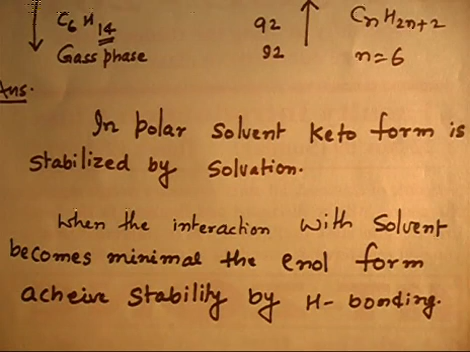 C6H14 92 CnH2n+2
Gass phase 92 n=6
Ans.
In polar solvent keto form is
stabilized by solvation.
When the interaction with solvent
becomes minimal the enol form
acheive stability by H-bonding.